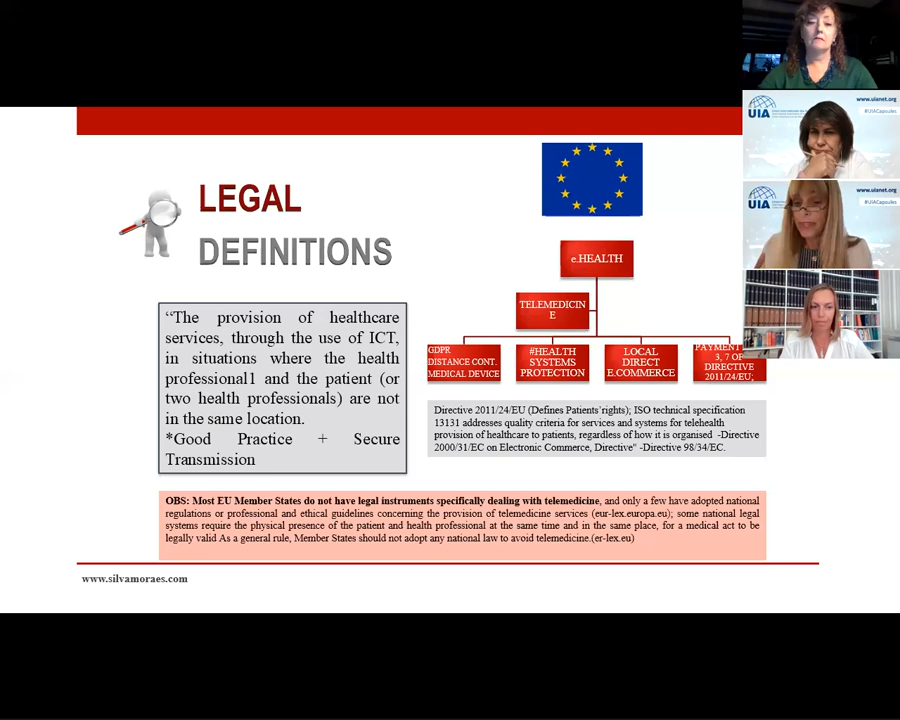 www.uianet.org
UIA
#UIACapsules
www.uianet.org
UIA
#UIACapsules
LEGAL
DEFINITIONS
“The provision of healthcare
services, through the use of ICT,
in situations where the health
professional1 and the patient (or
two health professionals) are not
in the same location.
*Good Practice + Secure
Transmission
e.HEALTH
TELEMEDICIN
E
GDPR
DISTANCE CONT.
MEDICAL DEVICE
#HEALTH
SYSTEMS
PROTECTION
LOCAL
DIRECT
E.COMMERCE
PAYMENT
3, 7 OF
DIRECTIVE
2011/24/EU;
Directive 2011/24/EU (Defines Patients'rights); ISO technical specification
13131 addresses quality criteria for services and systems for telehealth
provision of healthcare to patients, regardless of how it is organised -Directive
2000/31/EC on Electronic Commerce, Directive" -Directive 98/34/EC.
OBS: Most EU Member States do not have legal instruments specifically dealing with telemedicine, and only a few have adopted national
regulations or professional and ethical guidelines concerning the provision of telemedicine services (eur-lex.europa.eu); some national legal
systems require the physical presence of the patient and health professional at the same time and in the same place, for a medical act to be
legally valid As a general rule, Member States should not adopt any national law to avoid telemedicine.(er-lex.eu)
www.silvamoraes.com